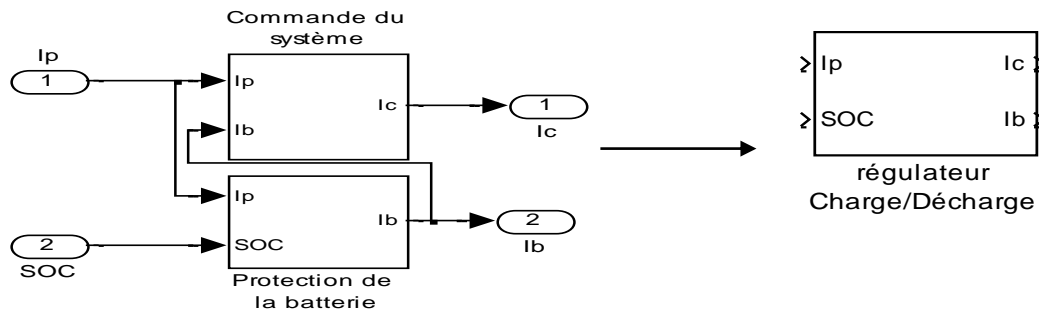 Commande du
système
Ip
1
Ip
Ib
Ic
1
Ic
Ip
SOC
Ib
2
Ib
2
SOC
Protection de
la batterie
Ip
SOC
Ic
Ib
régulateur
Charge/Décharge